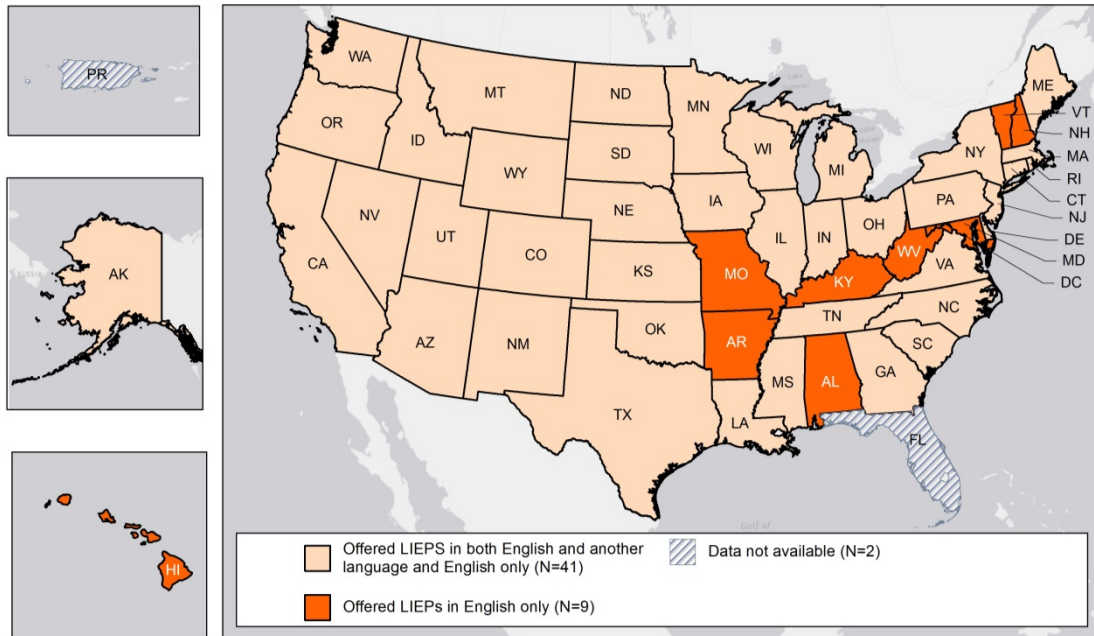 PR
AK
RUSSIA
HI
WA
MT
ND
MN
ME
VT
NH
MA
RI
CT
NJ
DE
MD
DC
OR
ID
WY
SD
WI
MI
NY
NV
UT
CO
NE
IA
IL
IN
OH
PA
CA
KS
MO
KY
WV
VA
AZ
NM
OK
AR
TN
NC
SC
TX
LA
MS
AL
GA
FL
Gulf of
Offered LIEPS in both English and another
language and English only (N=41)
Data not available (N=2)
Offered LIEPs in English only (N=9)